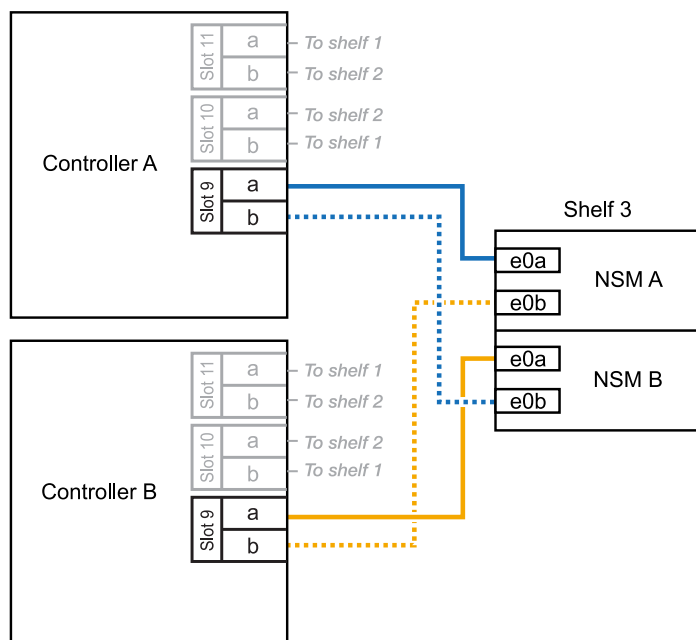 Controller A
Slot 11
a
To shelf 1
b
To shelf 2
Slot 10
a
To shelf 2
b
To shelf 1
Slot 9
a
b
Shelf 3
e0a
NSM A
e0b
e0a
NSM B
e0b
Controller B
Slot 11
a
To shelf 1
b
To shelf 2
Slot 10
a
To shelf 2
b
To shelf 1
Slot 9
a
b